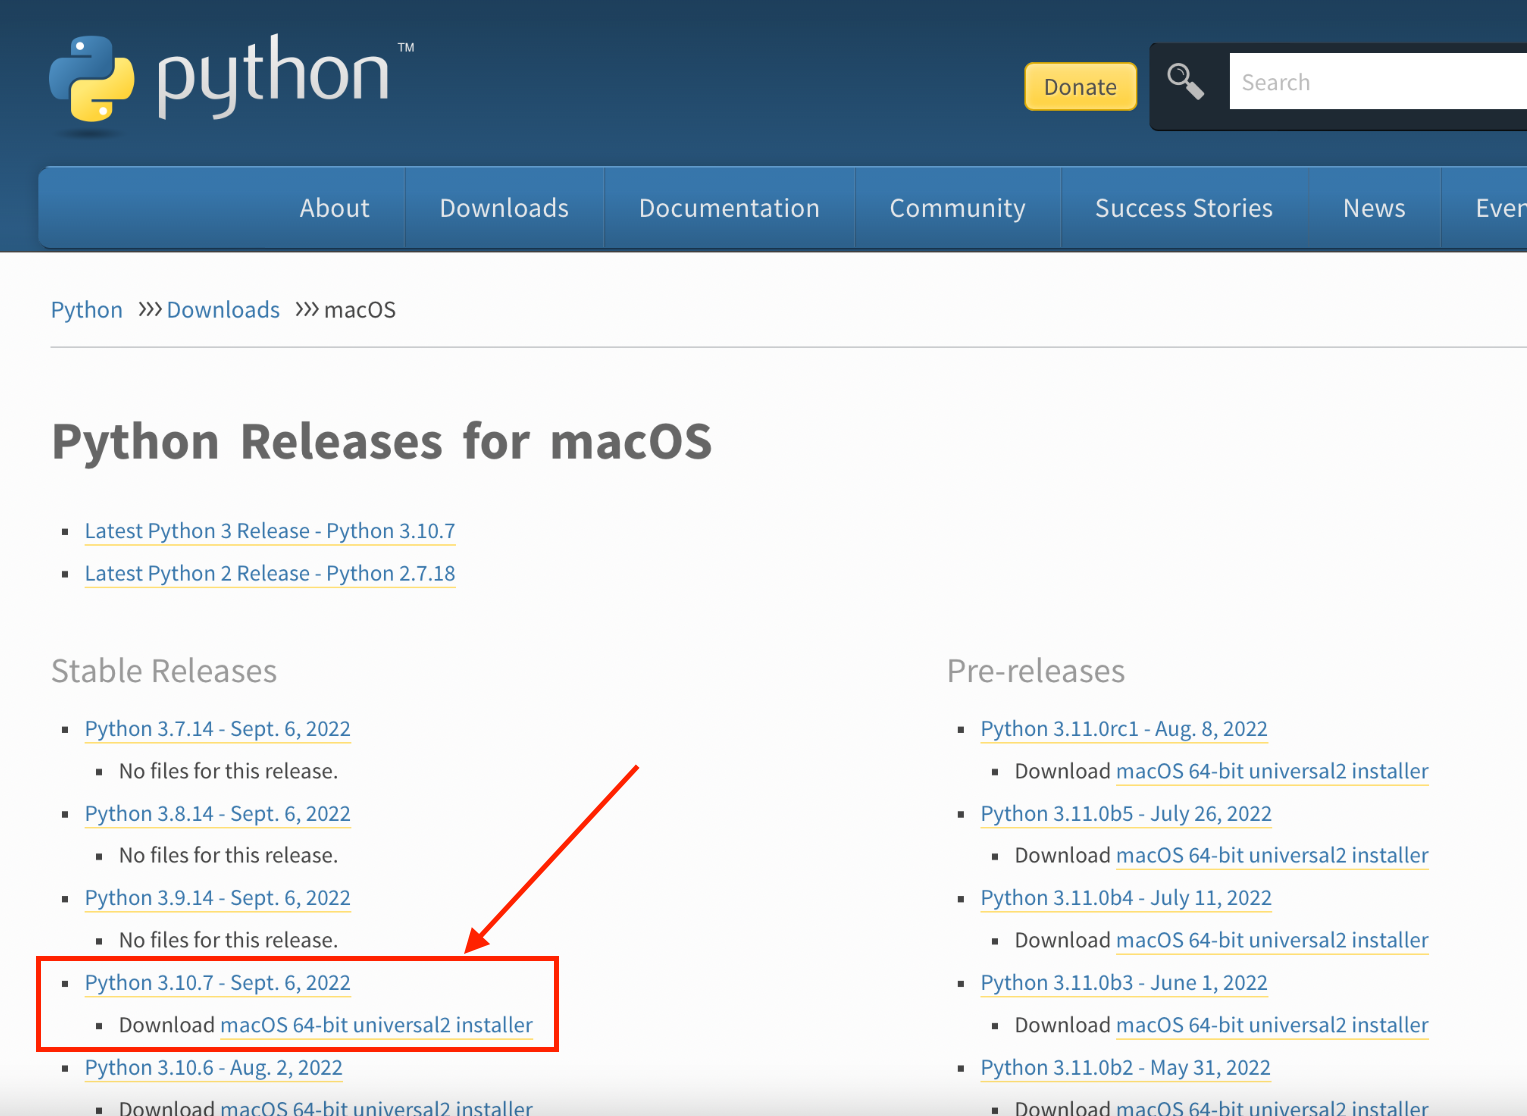 python™
Donate
Search
About
Downloads
Documentation
Community
Success Stories
News
Even
Python >>> Downloads >>> macOS
Python Releases for macOS
Latest Python 3 Release - Python 3.10.7
Latest Python 2 Release - Python 2.7.18
Stable Releases
Python 3.7.14 - Sept. 6, 2022
No files for this release.
Python 3.8.14 - Sept. 6, 2022
No files for this release.
Python 3.9.14 - Sept. 6, 2022
No files for this release.
Python 3.10.7 - Sept. 6, 2022
Download macOS 64-bit universal2 installer
Python 3.10.6 - Aug. 2, 2022
Download macOS 64-bit universal2 installer
Pre-releases
Python 3.11.0rc1 - Aug. 8, 2022
Download macOS 64-bit universal2 installer
Python 3.11.0b5 - July 26, 2022
Download macOS 64-bit universal2 installer
Python 3.11.0b4 - July 11, 2022
Download macOS 64-bit universal2 installer
Python 3.11.0b3 - June 1, 2022
Download macOS 64-bit universal2 installer
Python 3.11.0b2 - May 31, 2022
Download macOS 64-bit universal2 installer